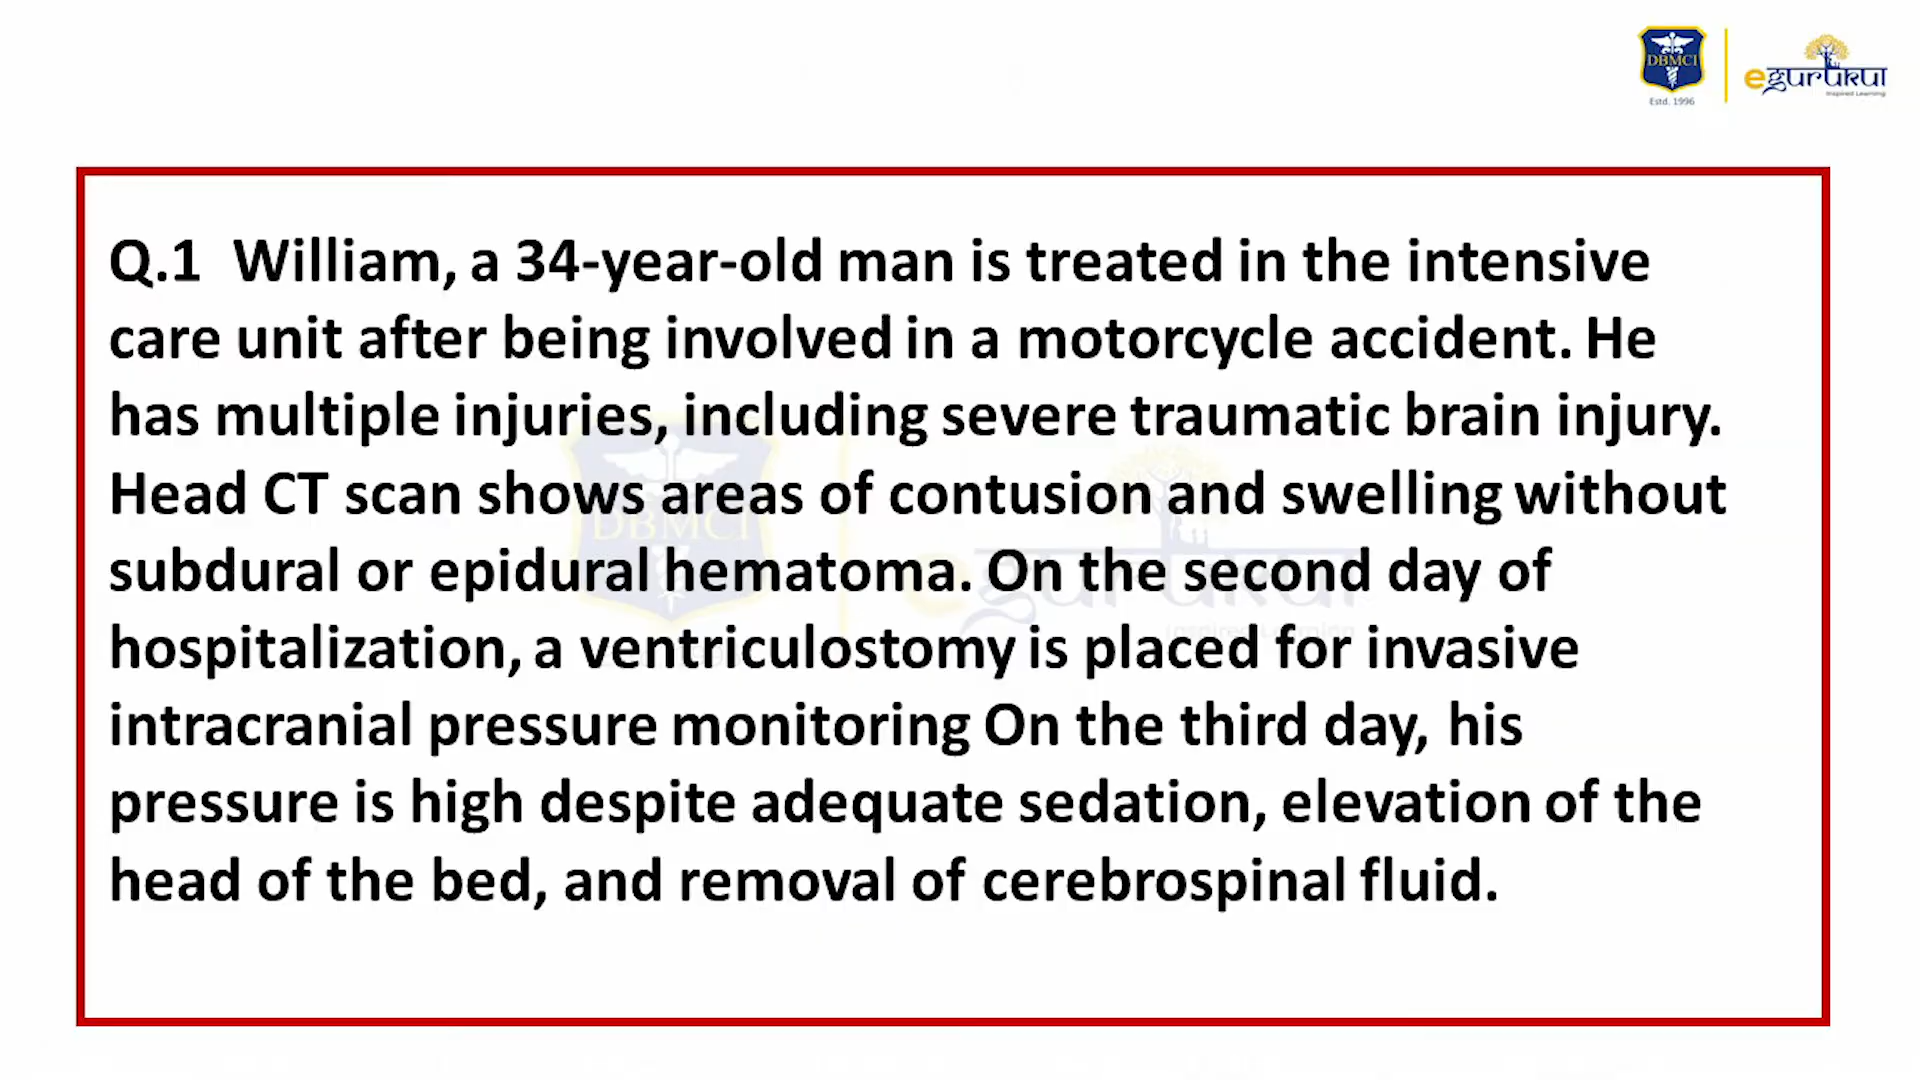 DBMCI
Estd. 1996
egurukul
Inspired Learning
Q.1 William, a 34-year-old man is treated in the intensive
care unit after being involved in a motorcycle accident. He
has multiple injuries, including severe traumatic brain injury.
Head CT scan shows areas of contusion and swelling without
subdural or epidural hematoma. On the second day of
hospitalization, a ventriculostomy is placed for invasive
intracranial pressure monitoring On the third day, his
pressure is high despite adequate sedation, elevation of the
head of the bed, and removal of cerebrospinal fluid.